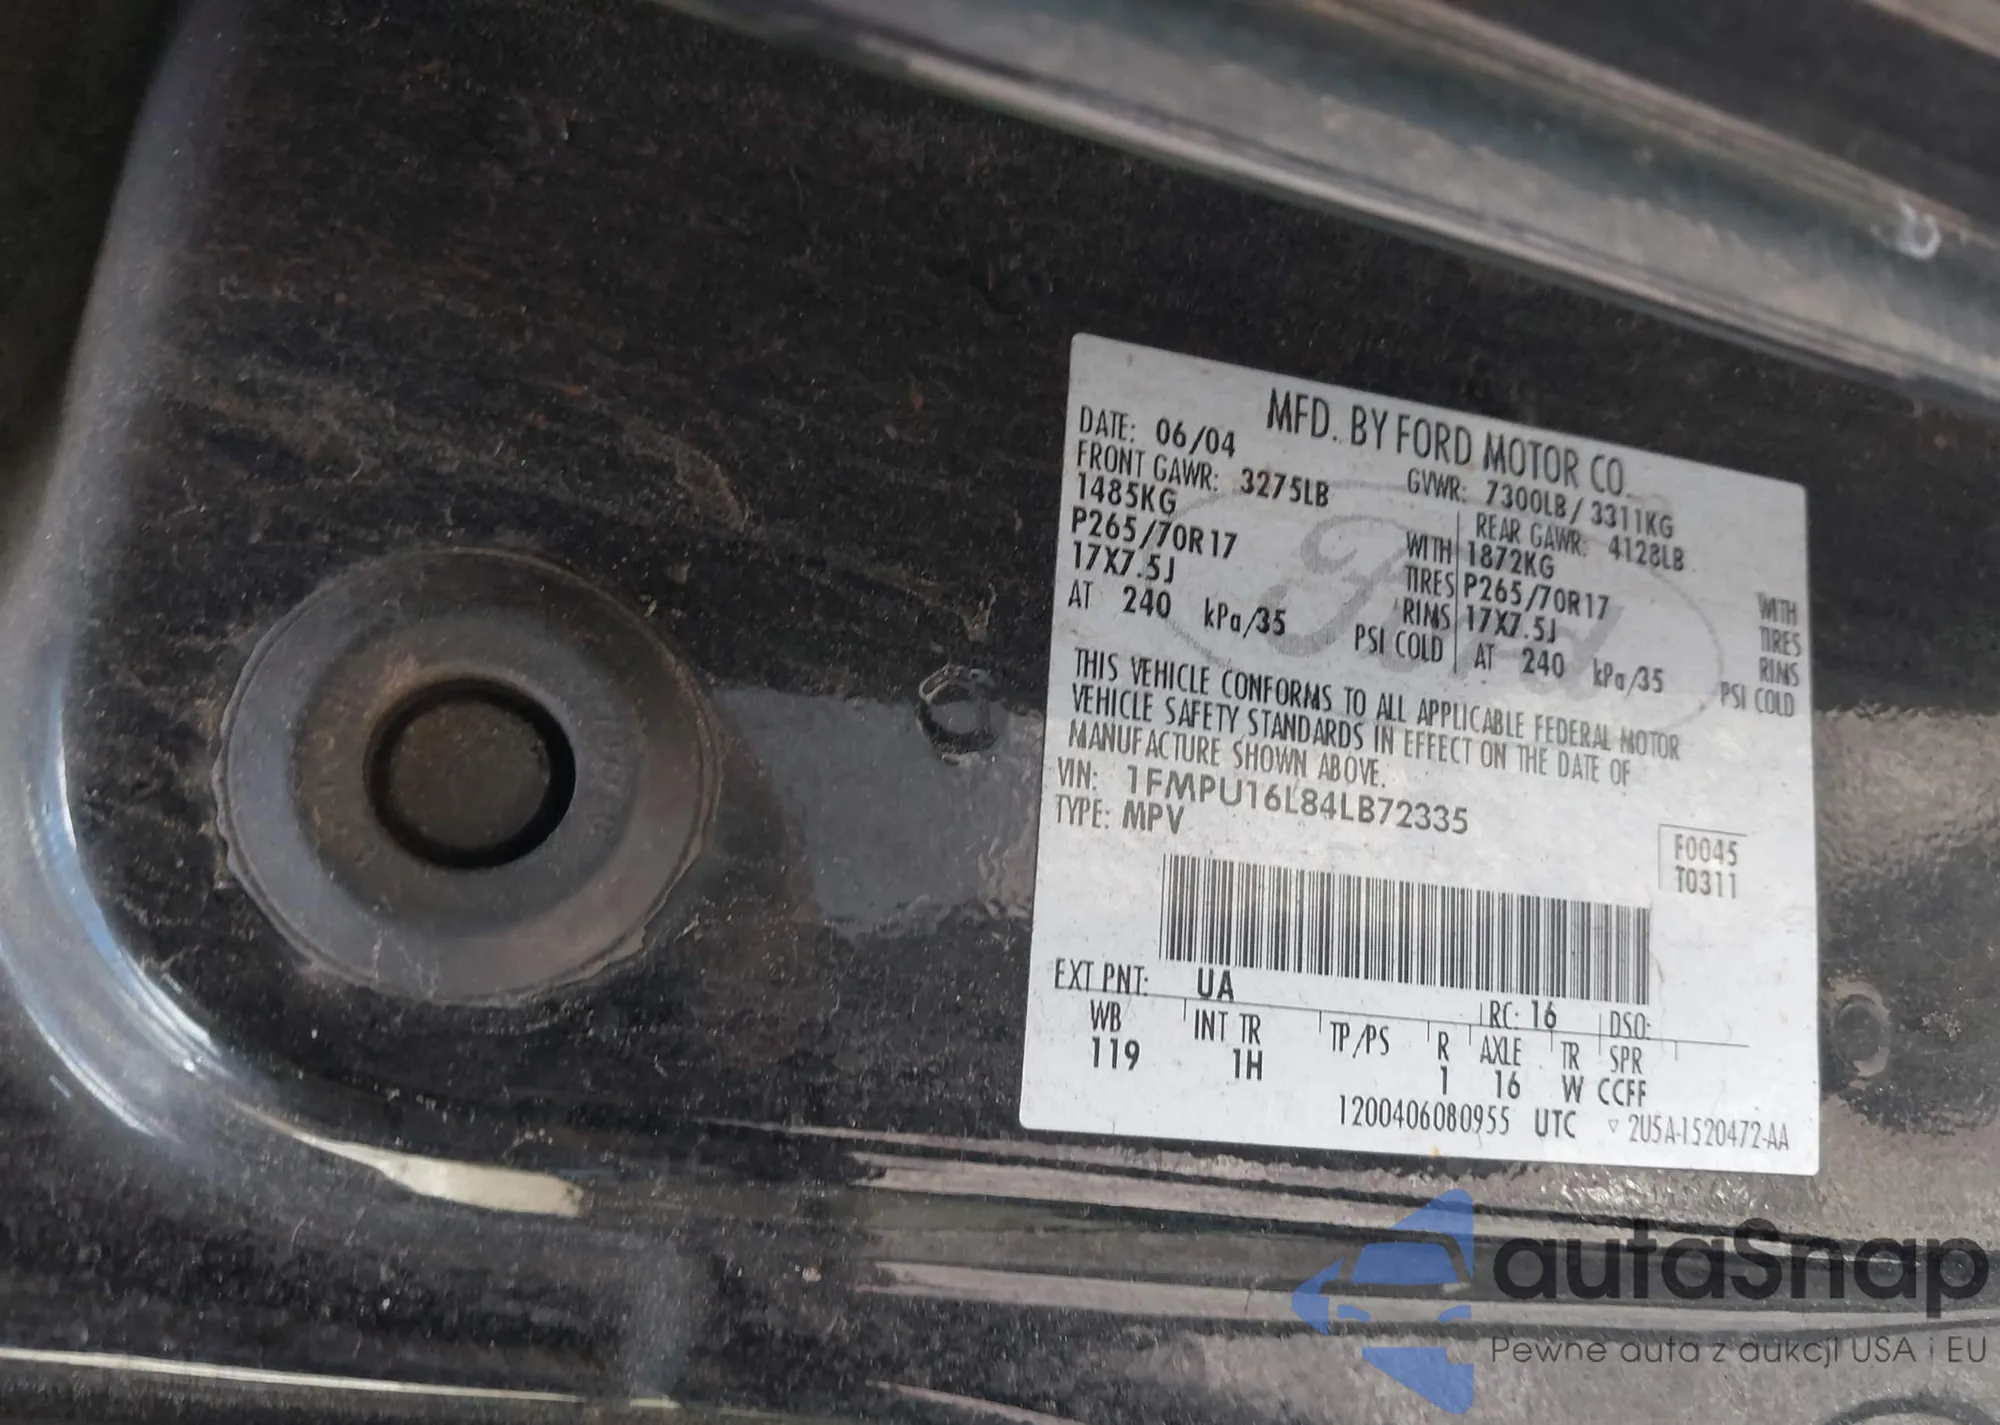 MFD. BY FORD MOTOR CO.
DATE: 06/04 GVWR: 7300LB / 3311KG
FRONT GAWR: 3275LB REAR GAWR: 4128LB
1485KG WITH 1872KG WITH
P265/70R17 TIRES P265/70R17 TIRES
17X7.5J RIMS 17X7.5J RIMS
AT 240 kPa/35 PSI COLD AT 240 kPa/35 PSI COLD
THIS VEHICLE CONFORMS TO ALL APPLICABLE FEDERAL MOTOR
VEHICLE SAFETY STANDARDS IN EFFECT ON THE DATE OF
MANUFACTURE SHOWN ABOVE.
VIN: 1FMPU16L84LB72335
TYPE: MPV
F0045
T0311
EXT PNT: UA RC: 16 DSO:
WB INT TR TP/PS R AXLE TR SPR
119 1H 1 16 W CCFF
1200406080955 UTC ▽ 2U5A-1520472-AA
Ford
autaSnap
Pewne auta z aukcji USA i EU